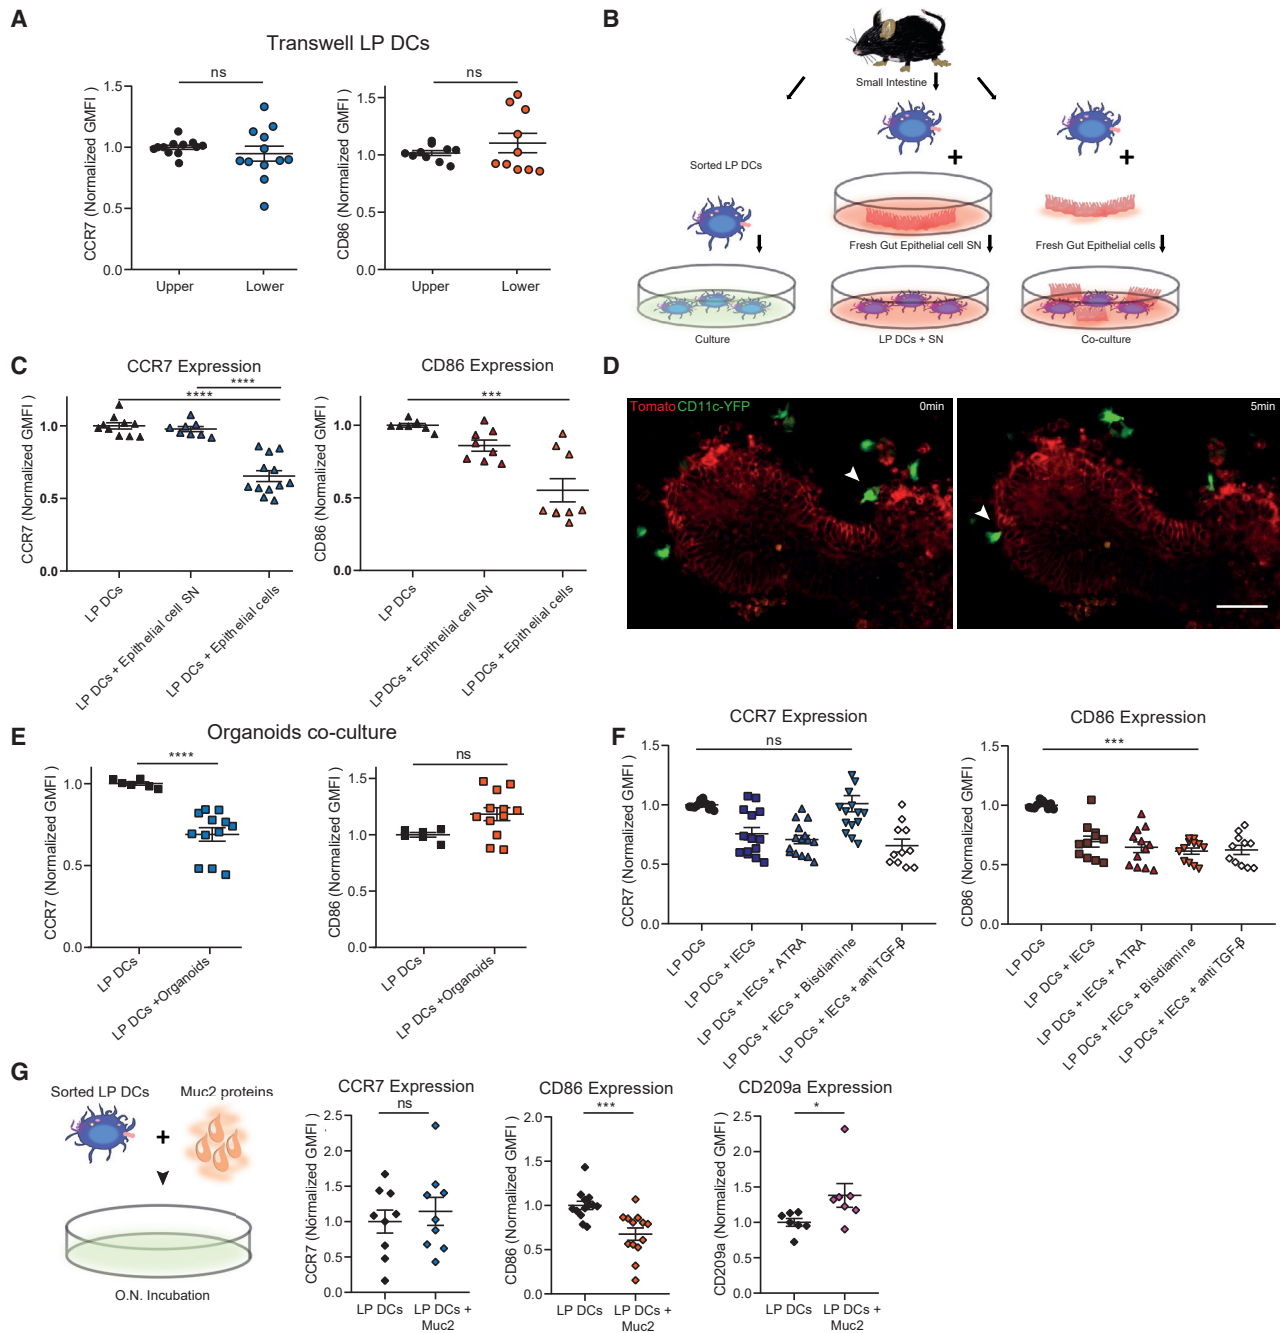 A
Transwell LP DCs
ns
CCR7 (Normalized GMFI )
1.5
1.0
0.5
0.0
Upper
Lower
ns
CD86 (Normalized GMFI )
1.5
1.0
0.5
0.0
Upper
Lower
B
Small Intestine
+
+
Sorted LP DCs
Fresh Gut Epithelial cell SN
Fresh Gut Epithelial cells
Culture
LP DCs + SN
Co-culture
C
CCR7 Expression
****
****
CCR7 (Normalized GMFI )
1.0
0.5
0.0
LP DCs
LP DCs + Epithelial cell SN
LP DCs + Epithelial cells
CD86 Expression
***
CD86 (Normalized GMFI )
1.0
0.5
0.0
LP DCs
LP DCs + Epithelial cell SN
LP DCs + Epithelial cells
D
Tomato CD11c-YFP
0min
5min
E
Organoids co-culture
****
CCR7 (Normalized GMFI )
1.0
0.5
0.0
LP DCs
LP DCs +Organoids
ns
CD86 (Normalized GMFI )
1.5
1.0
0.5
0.0
LP DCs
LP DCs +Organoids
F
CCR7 Expression
ns
CCR7 (Normalized GMFI )
1.5
1.0
0.5
0.0
LP DCs
LP DCs + IECs
LP DCs + IECs + ATRA
LP DCs + IECs + Bisdiamine
LP DCs + IECs + anti TGF-β
CD86 Expression
***
CD86 (Normalized GMFI )
1.5
1.0
0.5
0.0
LP DCs
LP DCs + IECs
LP DCs + IECs + ATRA
LP DCs + IECs + Bisdiamine
LP DCs + IECs + anti TGF-β
G
Sorted LP DCs
Muc2 proteins
+
O.N. Incubation
CCR7 Expression
ns
CCR7 (Normalized GMFI )
2.5
2.0
1.5
1.0
0.5
0.0
LP DCs
LP DCs +
Muc2
CD86 Expression
***
CD86 (Normalized GMFI )
2.0
1.5
1.0
0.5
0.0
LP DCs
LP DCs +
Muc2
CD209a Expression
*
CD209a (Normalized GMFI )
2.5
2.0
1.5
1.0
0.5
0.0
LP DCs
LP DCs +
Muc2